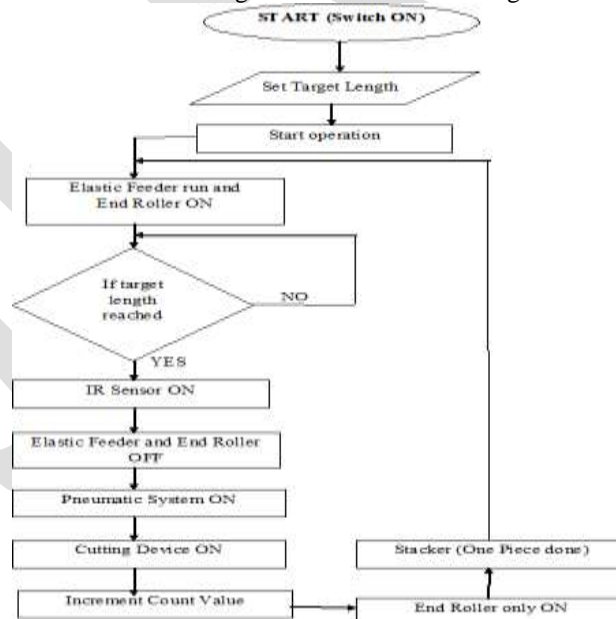 START (Switch ON)
Set Target Length
Start operation
Elastic Feeder run and
End Roller ON
If target
length
reached
NO
YES
IR Sensor ON
Elastic Feeder and End Roller
OFF
Pneumatic System ON
Cutting Device ON
Stacker (One Piece done)
Increment Count Value
End Roller only ON